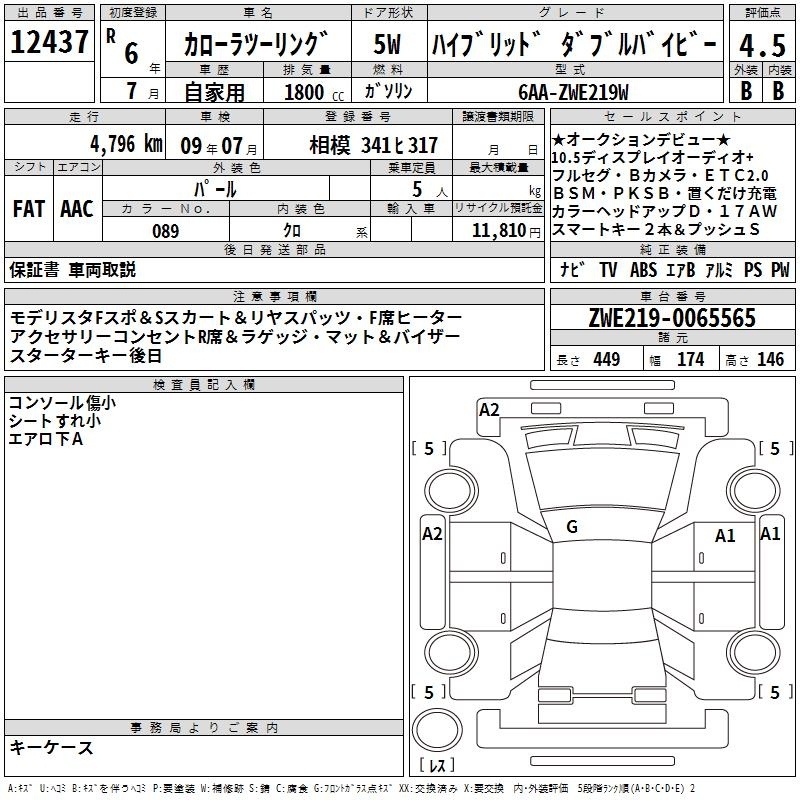 出品番号 初度登録 車名 ドア形状 グレード 評価点
12437 R 6 年 カローラツーリング 5W ハイブリッド ダブルバイビー 4.5
車歴 排気量 燃料 型式 外装 内装
7 月 自家用 1800 CC ガソリン 6AA-ZWE219W B B
走行 車検 登録番号 譲渡書類期限
4,796 km 09 年 07 月 相模 341ヒ317 月 日
シフト エアコン 外装色 乗車定員 最大積載量
FAT AAC パール 5 人 kg
カラーNo. 内装色 輸入車 リサイクル預託金
089 クロ 系 11,810 円
後日発送部品
保証書 車両取説
セールスポイント
★オークションデビュー★
10.5ディスプレイオーディオ+
フルセグ・Bカメラ・ETC2.0
BSM・PKSB・置くだけ充電
カラーヘッドアップD・17AW
スマートキー2本&プッシュS
純正装備
ナビ TV ABS エアB アルミ PS PW
注意事項欄
モデリスタFスポ&Sスカート&リヤスパッツ・F席ヒーター
アクセサリーコンセントR席&ラゲッジ・マット&バイザー
スターターキー後日
車台番号
ZWE219-0065565
諸元
長さ 449 幅 174 高さ 146
検査員記入欄
コンソール傷小
シートすれ小
エアロ下A
事務局よりご案内
キーケース
A2
[ 5 ] [ 5 ]
G
A2 A1 A1
[ 5 ] [ 5 ]
[ レス ]
A:キズ U:ヘコミ B:キズを伴うヘコミ P:要塗装 W:補修跡 S:錆 C:腐食 G:フロントガラス点キズ XX:交換済み X:要交換 内・外装評価 5段階ランク順(A・B・C・D・E) 2